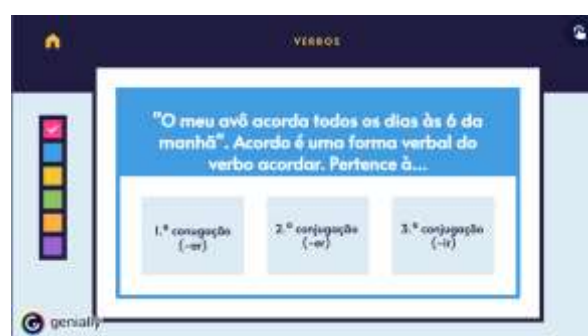 VERBOS
"O meu avô acorda todos os dias às 6 da
manhã". Acorda é uma forma verbal do
verbo acordar. Pertence à...
1.ª conjugação
(-ar)
2.ª conjugação
(-er)
3.ª conjugação
(-ir)
genially